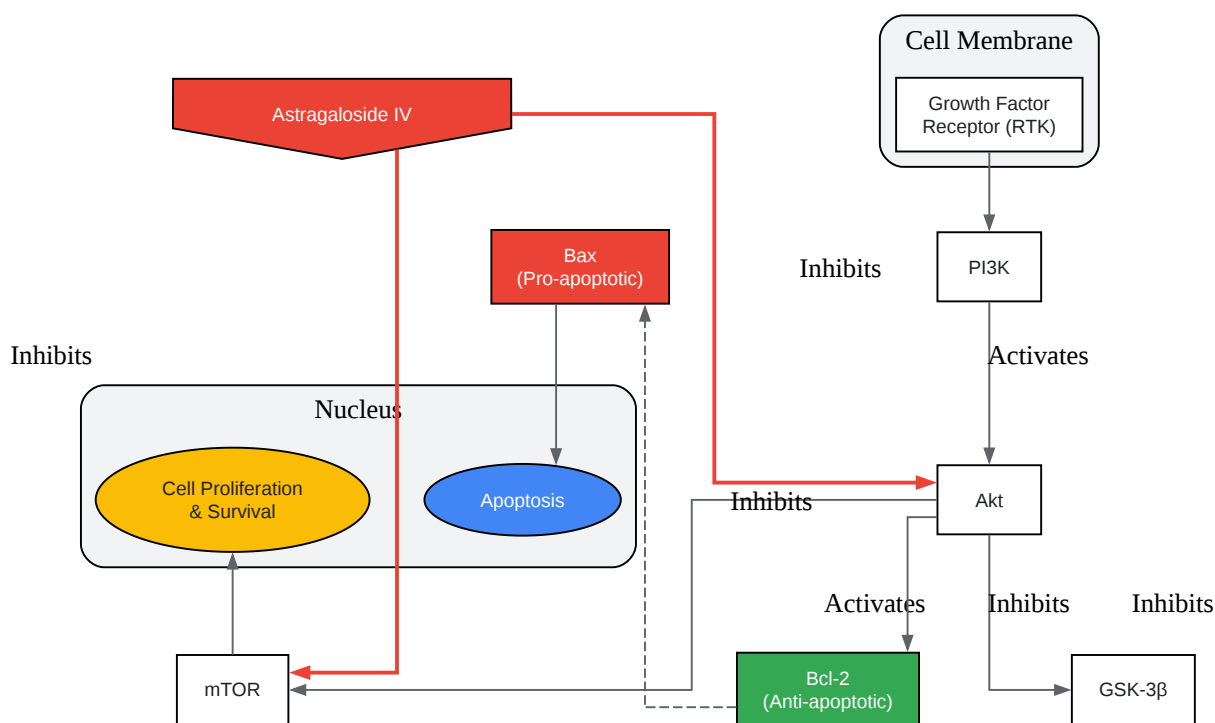 Cell Membrane
Growth Factor
Receptor (RTK)
Astragaloside IV
Bax
(Pro-apoptotic)
Inhibits
PI3K
Inhibits
Activates
Nucleus
Cell Proliferation
& Survival
Apoptosis
Inhibits
Akt
Activates
Inhibits
Inhibits
mTOR
Bcl-2
(Anti-apoptotic)
GSK-3β